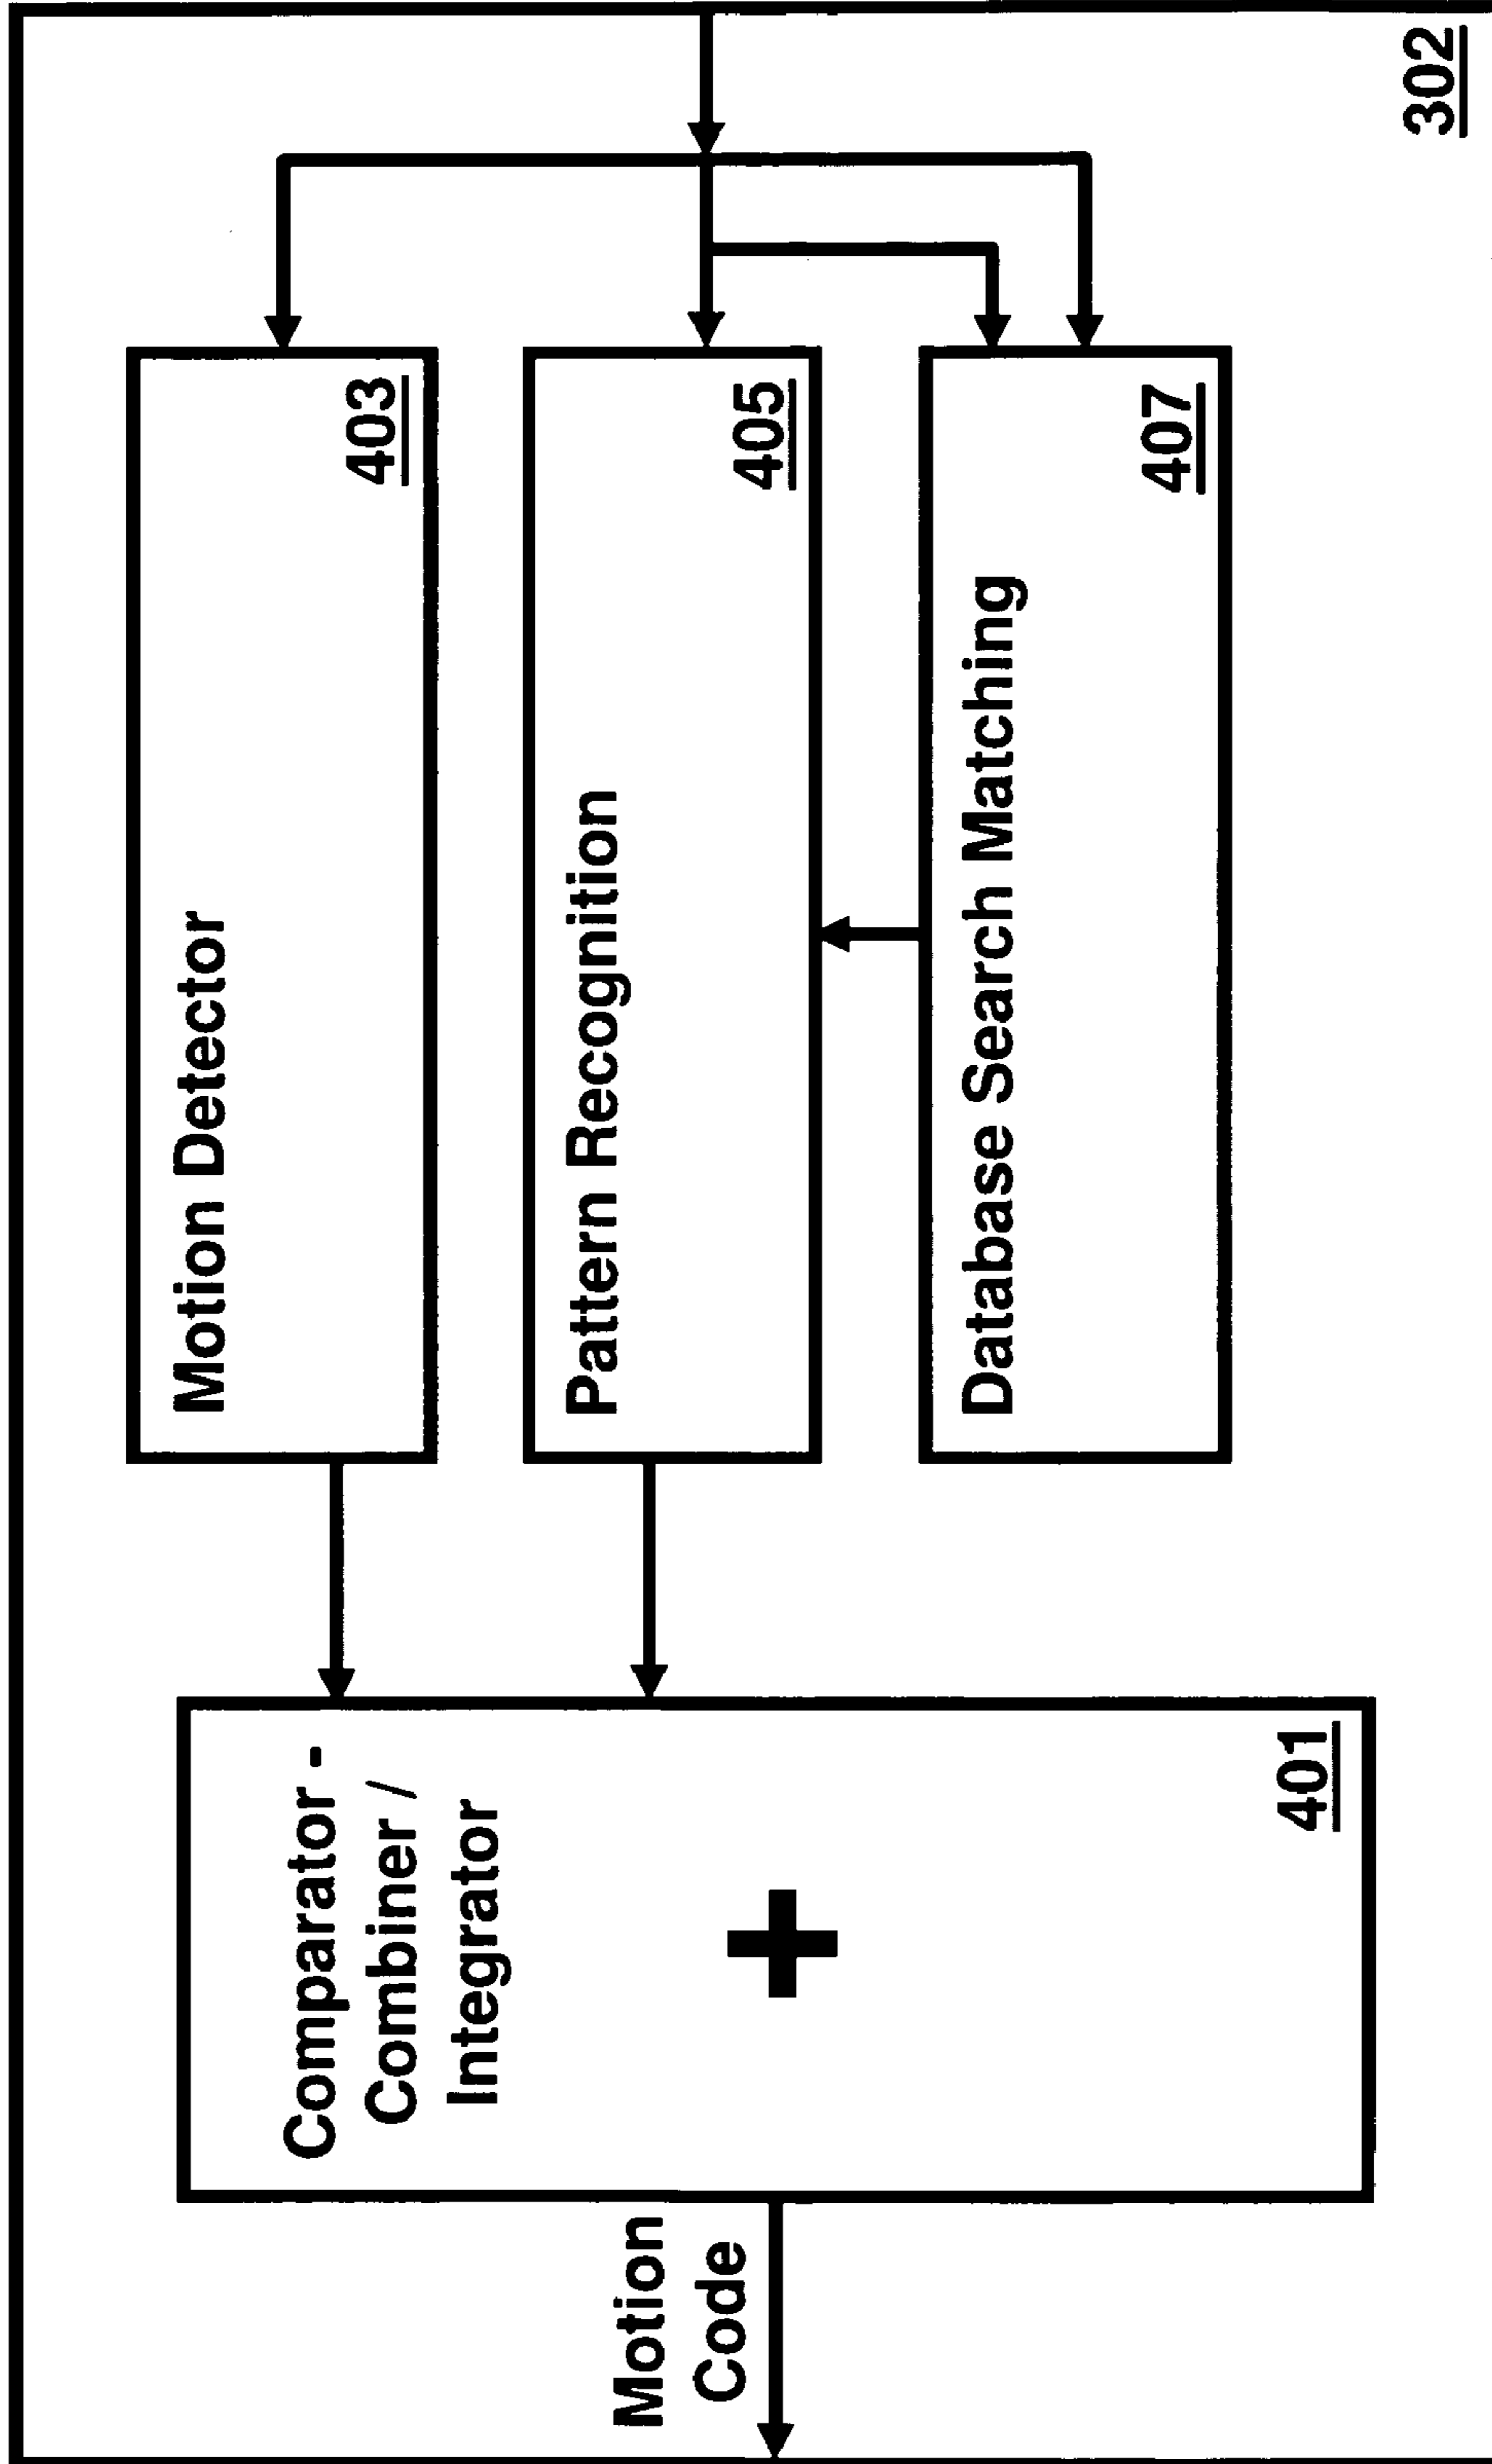 Motion
Code
Comparator -
Combiner /
Integrator
401
Motion Detector
403
Pattern Recognition
405
Database Search Matching
407
302